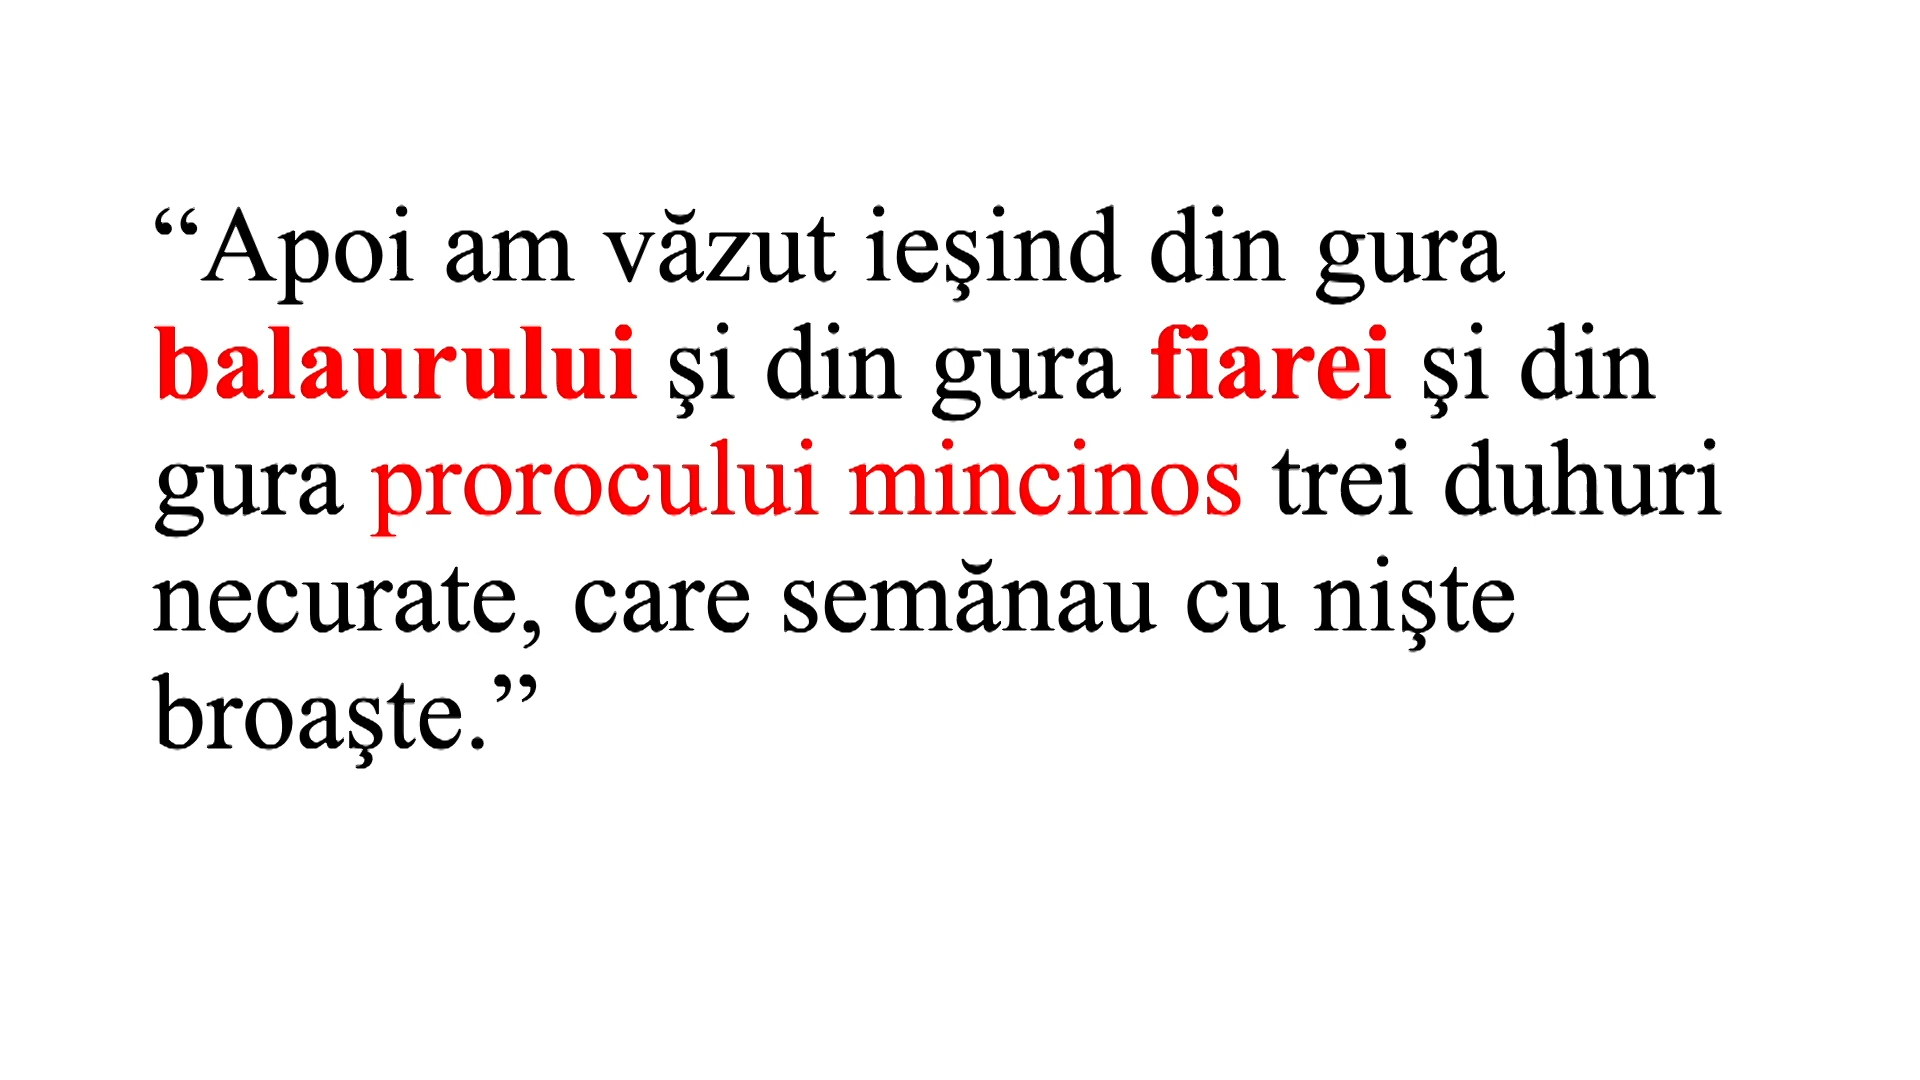 “Apoi am văzut ieşind din gura
balaurului şi din gura fiarei şi din
gura prorocului mincinos trei duhuri
necurate, care semănau cu nişte
broaşte.”